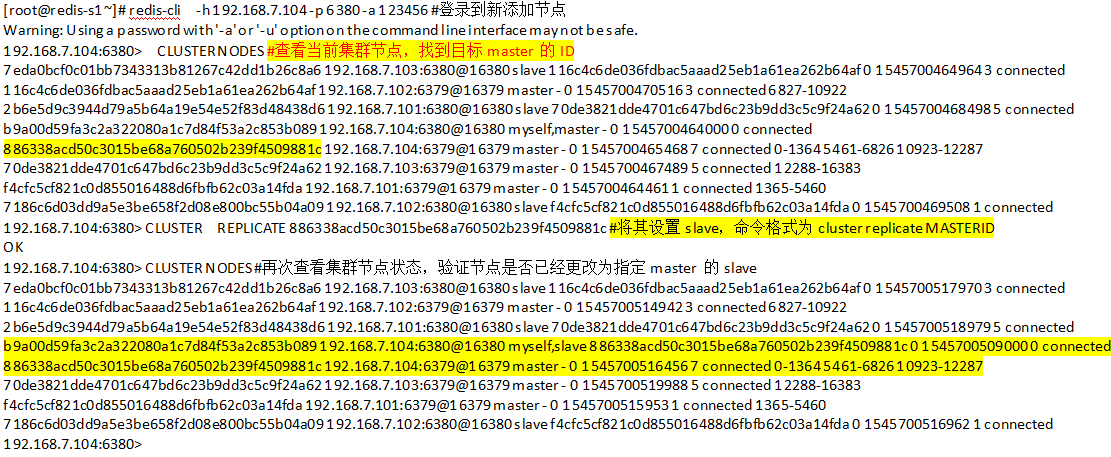 [root@redis-s1 ~]# redis-cli -h 192.168.7.104 -p 6380 -a 123456 #登录到新添加节点
Warning: Using a password with '-a' or '-u' option on the command line interface may not be safe.
192.168.7.104:6380> CLUSTER NODES #查看当前集群节点，找到目标 master 的 ID
7eda0bcf0c01bb7343313b81267c42dd1b26c8a6 192.168.7.103:6380@16380 slave 116c4c6de036fdbac5aaad25eb1a61ea262b64af 0 1545700464964 3 connected
116c4c6de036fdbac5aaad25eb1a61ea262b64af 192.168.7.102:6379@16379 master - 0 1545700470516 3 connected 6827-10922
2b6e5d9c3944d79a5b64a19e54e52f83d48438d6 192.168.7.101:6380@16380 slave 70de3821dde4701c647bd6c23b9dd3c5c9f24a62 0 1545700468498 5 connected
b9a00d59fa3c2a322080a1c7d84f53a2c853b089 192.168.7.104:6380@16380 myself,master - 0 1545700464000 0 connected
886338acd50c3015be68a760502b239f4509881c 192.168.7.104:6379@16379 master - 0 1545700465468 7 connected 0-1364 5461-6826 10923-12287
70de3821dde4701c647bd6c23b9dd3c5c9f24a62 192.168.7.103:6379@16379 master - 0 1545700467489 5 connected 12288-16383
f4cfc5cf821c0d855016488d6fbfb62c03a14fda 192.168.7.101:6379@16379 master - 0 1545700464461 1 connected 1365-5460
7186c6d03dd9a5e3be658f2d08e800bc55b04a09 192.168.7.102:6380@16380 slave f4cfc5cf821c0d855016488d6fbfb62c03a14fda 0 1545700469508 1 connected
192.168.7.104:6380> CLUSTER REPLICATE 886338acd50c3015be68a760502b239f4509881c #将其设置 slave，命令格式为 cluster replicate MASTERID
OK
192.168.7.104:6380> CLUSTER NODES #再次查看集群节点状态，验证节点是否已经更改为指定 master 的 slave
7eda0bcf0c01bb7343313b81267c42dd1b26c8a6 192.168.7.103:6380@16380 slave 116c4c6de036fdbac5aaad25eb1a61ea262b64af 0 1545700517970 3 connected
116c4c6de036fdbac5aaad25eb1a61ea262b64af 192.168.7.102:6379@16379 master - 0 1545700514942 3 connected 6827-10922
2b6e5d9c3944d79a5b64a19e54e52f83d48438d6 192.168.7.101:6380@16380 slave 70de3821dde4701c647bd6c23b9dd3c5c9f24a62 0 1545700518979 5 connected
b9a00d59fa3c2a322080a1c7d84f53a2c853b089 192.168.7.104:6380@16380 myself,slave 886338acd50c3015be68a760502b239f4509881c 0 1545700509000 0 connected
886338acd50c3015be68a760502b239f4509881c 192.168.7.104:6379@16379 master - 0 1545700516456 7 connected 0-1364 5461-6826 10923-12287
70de3821dde4701c647bd6c23b9dd3c5c9f24a62 192.168.7.103:6379@16379 master - 0 1545700519988 5 connected 12288-16383
f4cfc5cf821c0d855016488d6fbfb62c03a14fda 192.168.7.101:6379@16379 master - 0 1545700515953 1 connected 1365-5460
7186c6d03dd9a5e3be658f2d08e800bc55b04a09 192.168.7.102:6380@16380 slave f4cfc5cf821c0d855016488d6fbfb62c03a14fda 0 1545700516962 1 connected
192.168.7.104:6380>